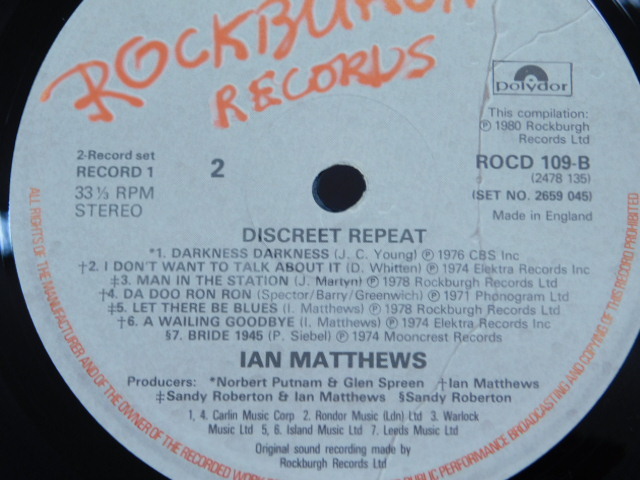 ROCKBURGH
RECORDS
polydor
This compilation:
℗ 1980 Rockburgh
Records Ltd
2-Record set
RECORD 1
33⅓ RPM
STEREO
2
ROCD 109-B
(2478 135)
(SET NO. 2659 045)
Made in England
DISCREET REPEAT
*1. DARKNESS DARKNESS (J. C. Young) ℗ 1976 CBS Inc
†2. I DON'T WANT TO TALK ABOUT IT (D. Whitten) ℗ 1974 Elektra Records Inc
‡3. MAN IN THE STATION (J. Martyn) ℗ 1978 Rockburgh Records Ltd
†4. DA DOO RON RON (Spector/Barry/Greenwich) ℗ 1971 Phonogram Ltd
‡5. LET THERE BE BLUES (I. Matthews) ℗ 1978 Rockburgh Records Ltd
†6. A WAILING GOODBYE (I. Matthews) ℗ 1974 Elektra Records Inc
§7. BRIDE 1945 (P. Siebel) ℗ 1974 Mooncrest Records
IAN MATTHEWS
Producers: *Norbert Putnam & Glen Spreen †Ian Matthews
‡Sandy Roberton & Ian Matthews §Sandy Roberton
1, 4. Carlin Music Corp 2. Rondor Music (Ldn) Ltd 3. Warlock
Music Ltd 5, 6. Island Music Ltd 7. Leeds Music Ltd
Original sound recording made by
Rockburgh Records Ltd
ALL RIGHTS OF THE MANUFACTURER AND OF THE OWNER OF THE RECORDED WORK PUBLIC PERFORMANCE BROADCASTING AND COPYING OF THIS RECORD PROHIBITED